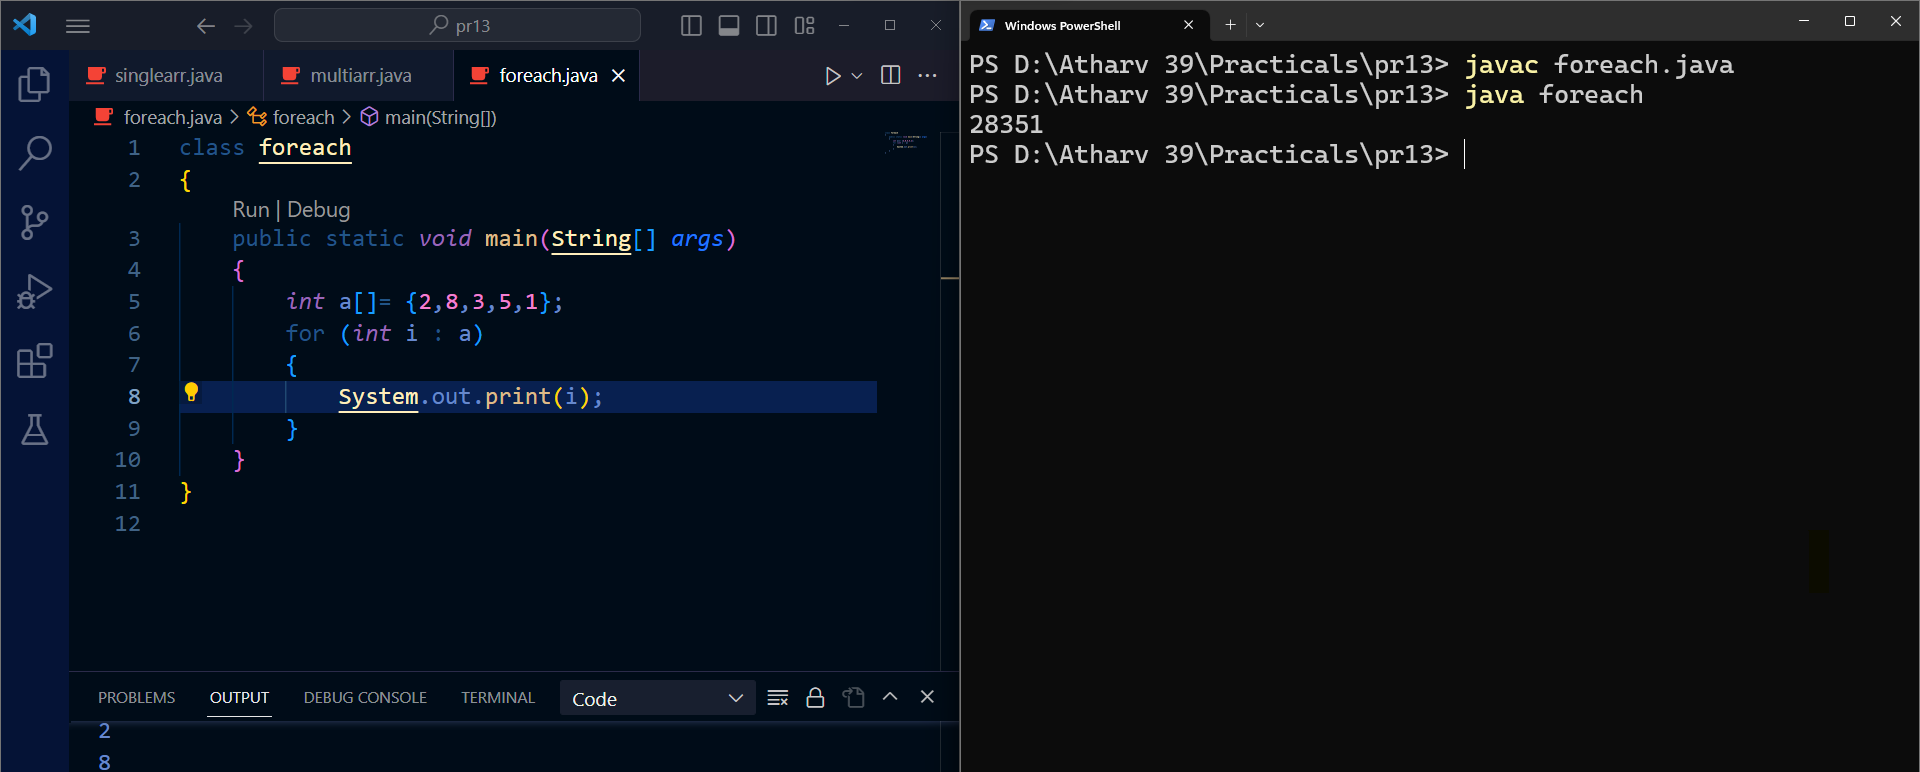 pr13
singlearr.java multiarr.java foreach.java
foreach.java > foreach > main(String[])
1 class foreach
2 {
Run | Debug
3 public static void main(String[] args)
4 {
5 int a[]= {2,8,3,5,1};
6 for (int i : a)
7 {
8 System.out.print(i);
9 }
10 }
11 }
12
PROBLEMS OUTPUT DEBUG CONSOLE TERMINAL Code
2
8
Windows PowerShell
PS D:\Atharv 39\Practicals\pr13> javac foreach.java
PS D:\Atharv 39\Practicals\pr13> java foreach
28351
PS D:\Atharv 39\Practicals\pr13>